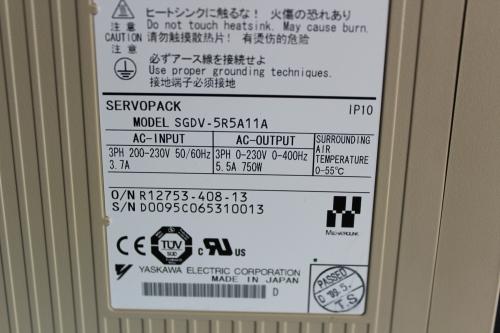 ヒートシンクに触るな! 火傷の恐れあり
注意 Do not touch heatsink. May cause burn.
CAUTION
注意 请勿触摸散热片! 有烫伤的危险
必ずアース線を接続せよ
Use proper grounding techniques.
接地端子必须接地
SERVOPACK IP10
MODEL SGDV-5R5A11A
AC-INPUT AC-OUTPUT SURROUNDING AIR TEMPERATURE
3PH 200-230V 50/60Hz 3PH 0-230V 0-400Hz
3.7A 5.5A 750W 0-55℃
O/N R12753-408-13
S/N D0095C065310013
MECHATROLINK
CE TUV c UL US
YASKAWA ELECTRIC CORPORATION
MADE IN JAPAN
D
PASSED
D '09.5.
T.S